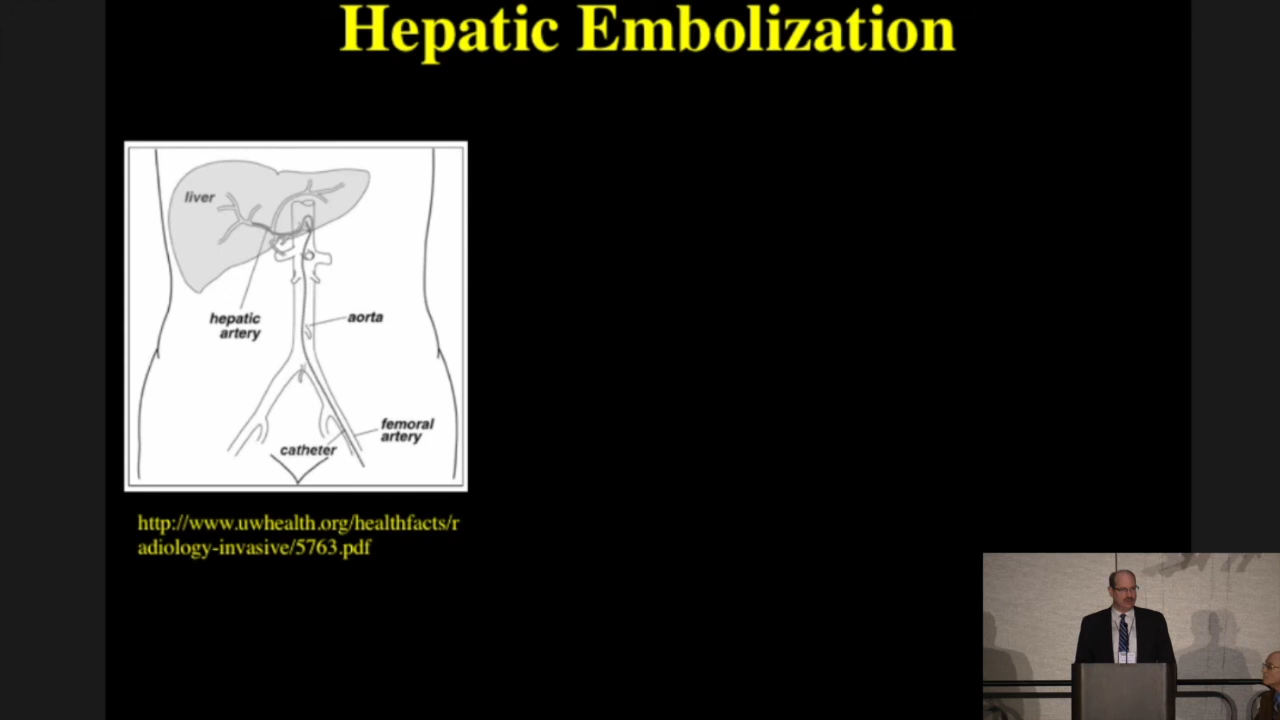 Hepatic Embolization
liver
hepatic
artery
aorta
femoral
artery
catheter
http://www.uwhealth.org/healthfacts/r
adiology-invasive/5763.pdf